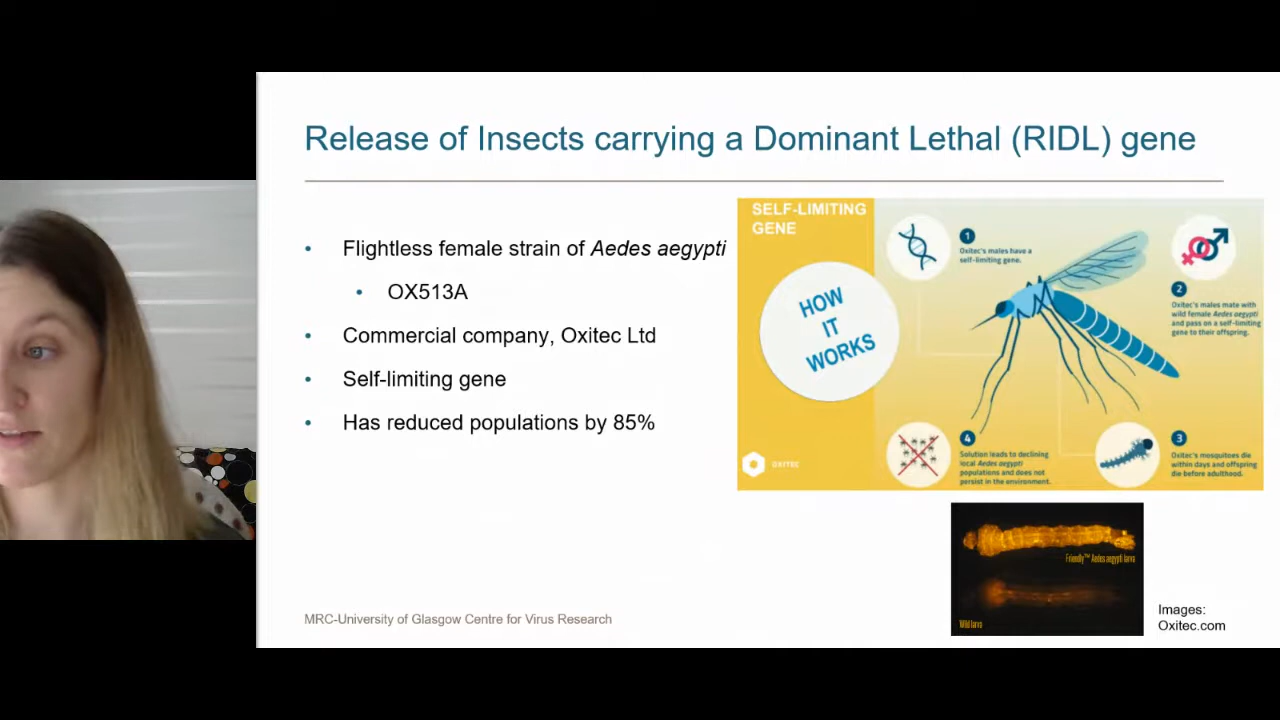 Release of Insects carrying a Dominant Lethal (RIDL) gene
• Flightless female strain of Aedes aegypti
• OX513A
• Commercial company, Oxitec Ltd
• Self-limiting gene
• Has reduced populations by 85%
SELF-LIMITING
GENE
HOW
IT
WORKS
OXITEC
1
Oxitec's males have a
self-limiting gene.
2
Oxitec's males mate with
wild female Aedes aegypti
and pass on a self-limiting
gene to their offspring.
4
Solution leads to declining
local Aedes aegypti
populations and does not
persist in the environment.
3
Oxitec's mosquitoes die
within days and offspring
die before adulthood.
Friendly™ Aedes aegypti larva
Wild larva
Images:
Oxitec.com
MRC-University of Glasgow Centre for Virus Research